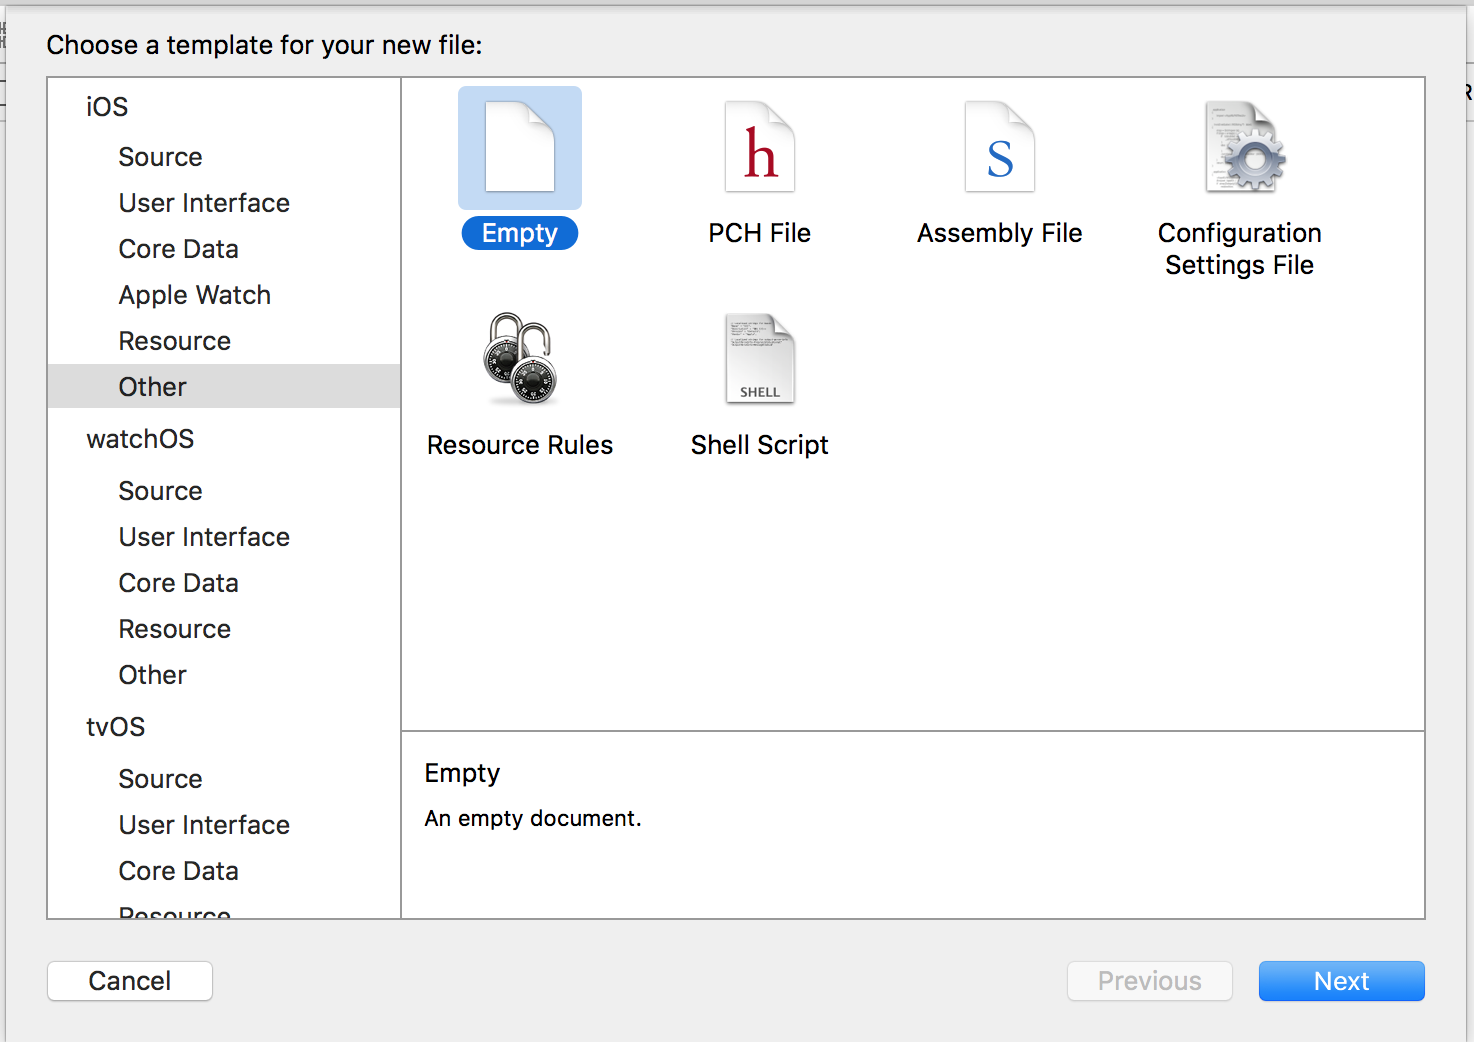 Choose a template for your new file:
iOS
Source
User Interface
Core Data
Apple Watch
Resource
Other
watchOS
Source
User Interface
Core Data
Resource
Other
tvOS
Source
User Interface
Core Data
Resource
Empty
h
PCH File
S
Assembly File
Configuration
Settings File
Resource Rules
SHELL
Shell Script
Empty
An empty document.
Cancel
Previous
Next